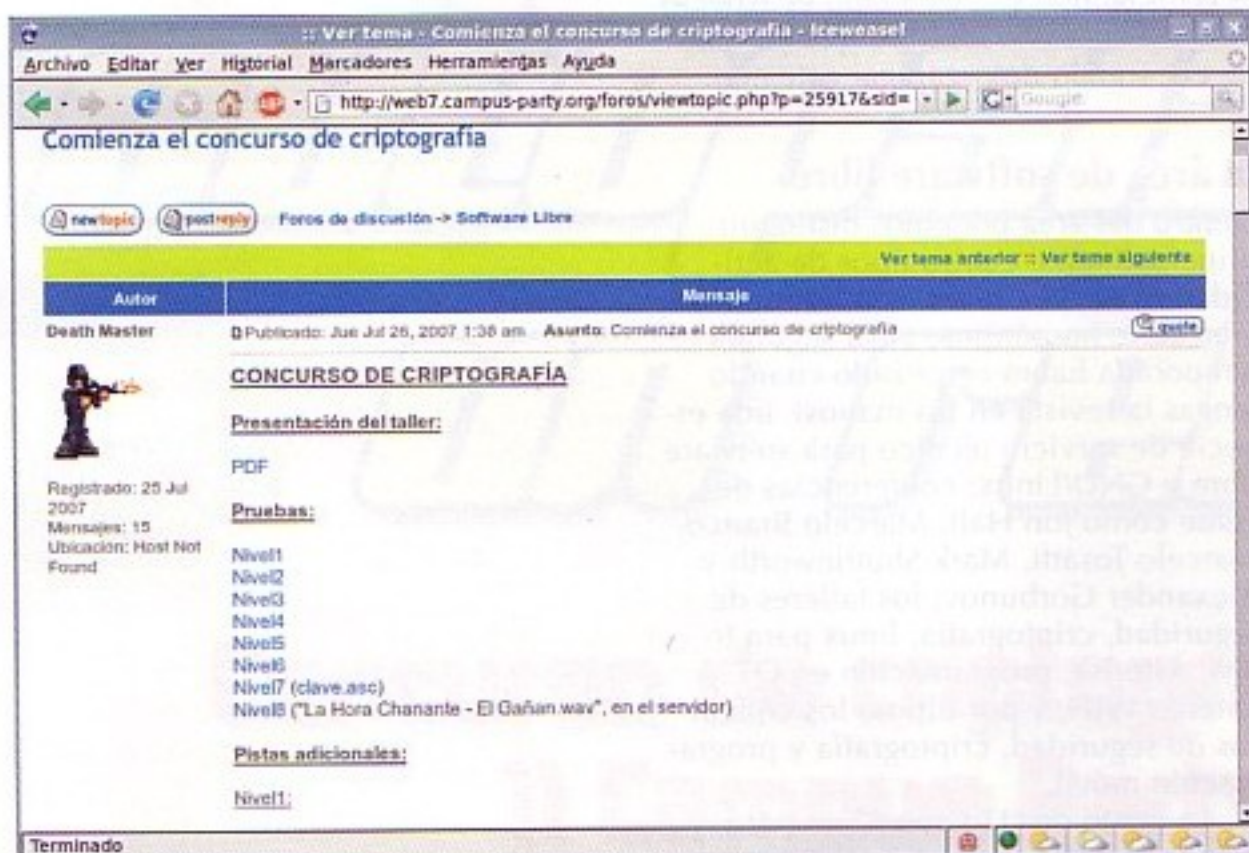 :: Ver tema - Comienza el concurso de criptografía - Iceweasel
Archivo Editar Ver Historial Marcadores Herramientas Ayuda
http://web7.campus-party.org/foros/viewtopic.php?p=25917&sid=
Google
Comienza el concurso de criptografía
newtopic postreply Foros de discusión -> Software Libre
Ver tema anterior :: Ver tema siguiente
Autor Mensaje
Death Master
Publicado: Jue Jul 26, 2007 1:36 am Asunto: Comienza el concurso de criptografía
quote
CONCURSO DE CRIPTOGRAFÍA
Presentación del taller:
PDF
Registrado: 25 Jul
2007
Mensajes: 15
Ubicación: Host Not
Found
Pruebas:
Nivel1
Nivel2
Nivel3
Nivel4
Nivel5
Nivel6
Nivel7 (clave.asc)
Nivel8 ("La Hora Chanante - El Gañan.wav", en el servidor)
Pistas adicionales:
Nivel1:
Terminado